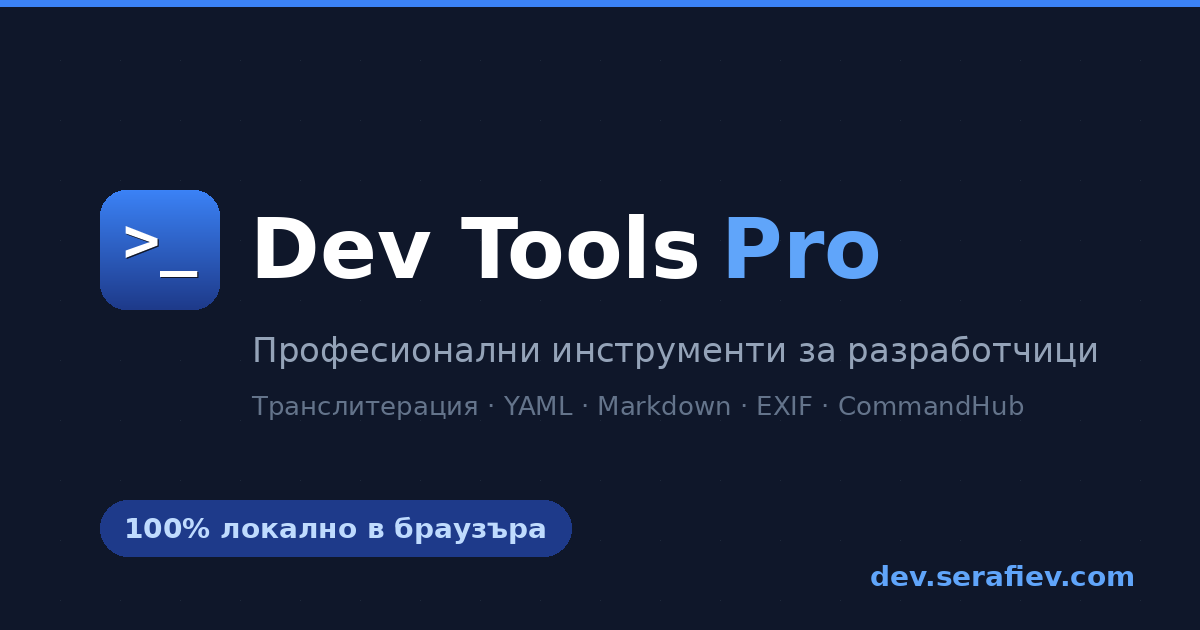 >_
Dev Tools Pro
Професионални инструменти за разработчици
Транслитерация · YAML · Markdown · EXIF · CommandHub
100% локално в браузъра
dev.serafiev.com